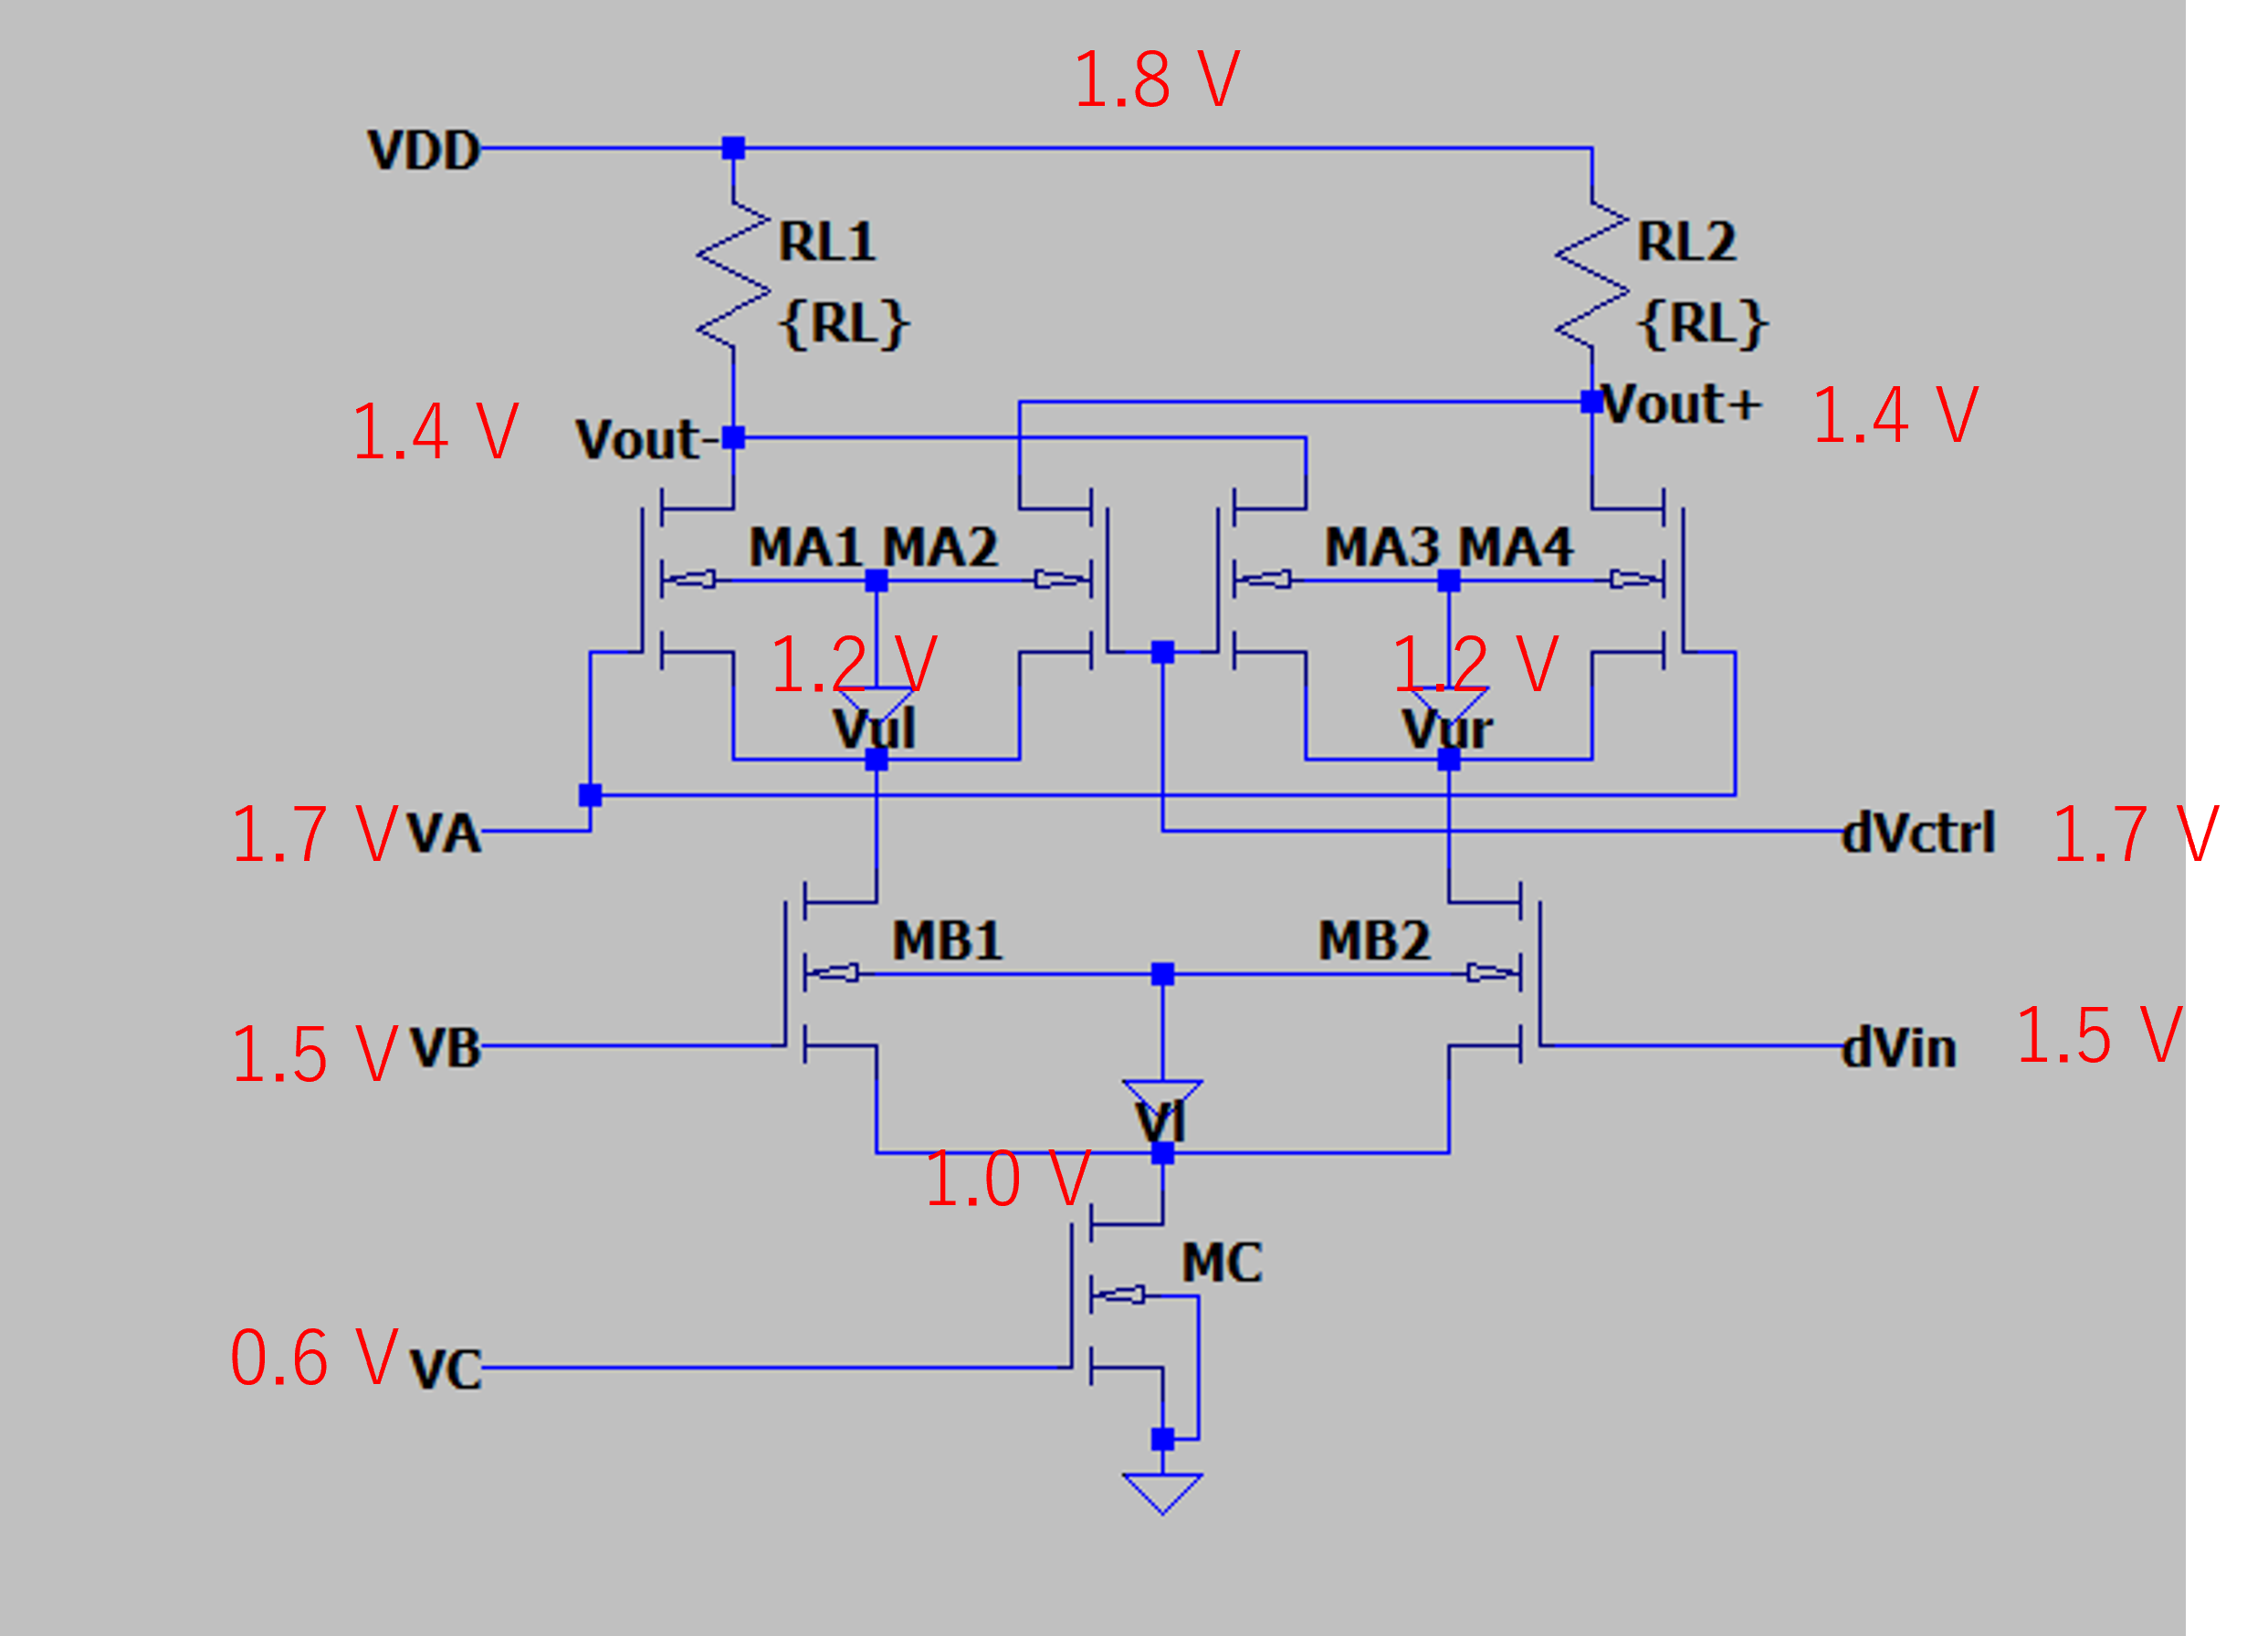 1.8 V
VDD
RL1
{RL}
RL2
{RL}
1.4 V
Vout-
Vout+
1.4 V
MA1
MA2
MA3
MA4
1.2 V
Vul
1.2 V
Vur
1.7 V
VA
dVctrl
1.7 V
MB1
MB2
1.5 V
VB
dVin
1.5 V
Vl
1.0 V
MC
0.6 V
VC